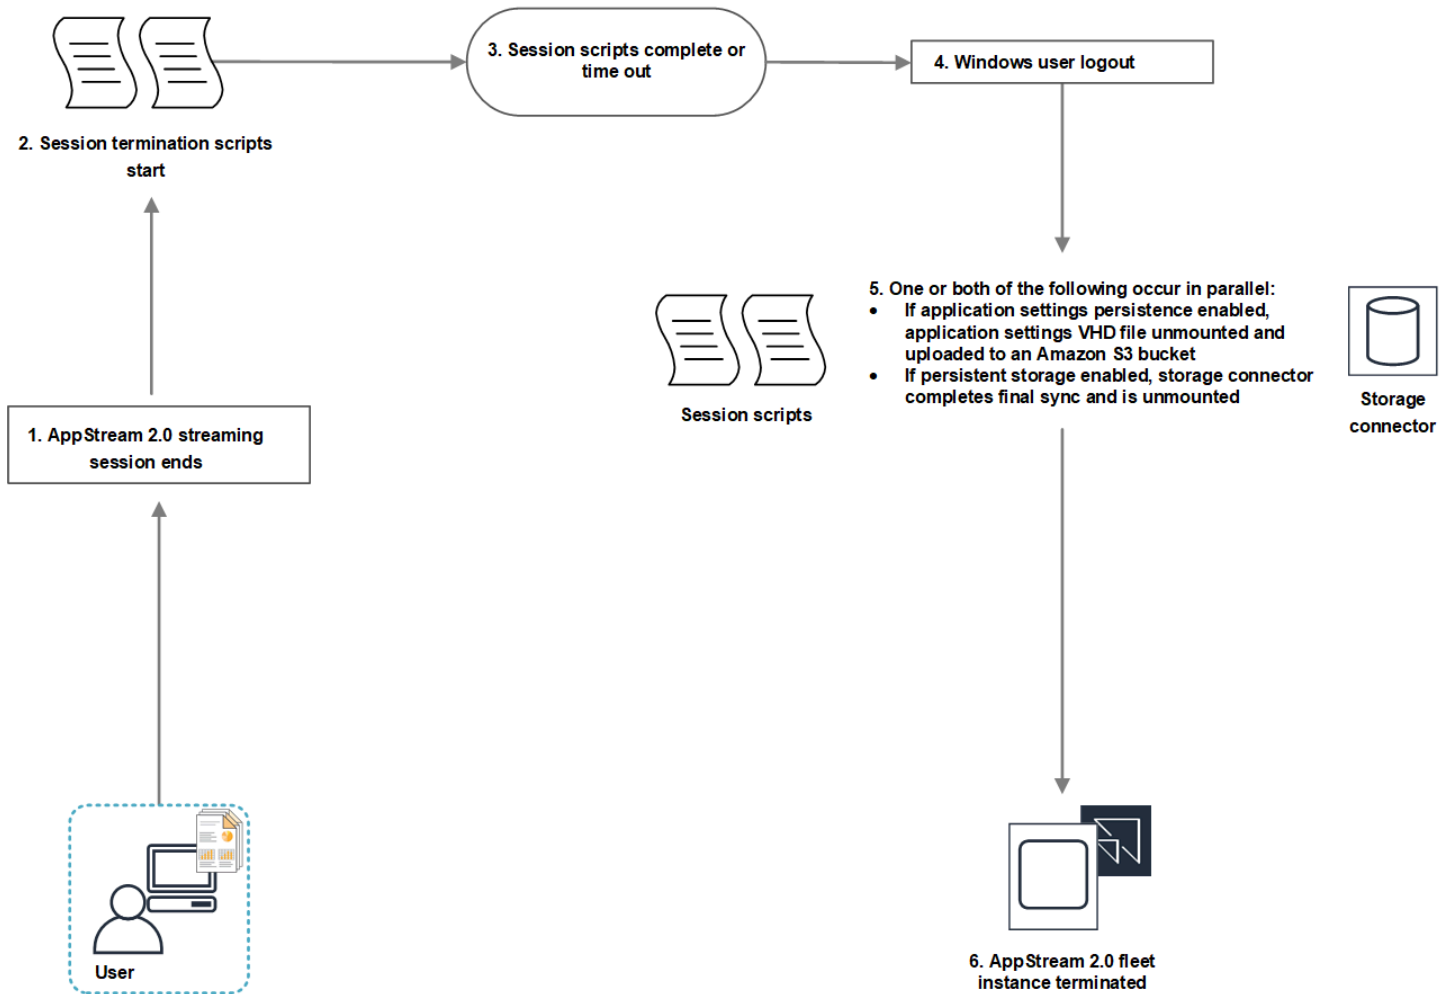 2. Session termination scripts
start
3. Session scripts complete or
time out
4. Windows user logout
1. AppStream 2.0 streaming
session ends
Session scripts
5. One or both of the following occur in parallel:
• If application settings persistence enabled,
application settings VHD file unmounted and
uploaded to an Amazon S3 bucket
• If persistent storage enabled, storage connector
completes final sync and is unmounted
Storage
connector
User
6. AppStream 2.0 fleet
instance terminated